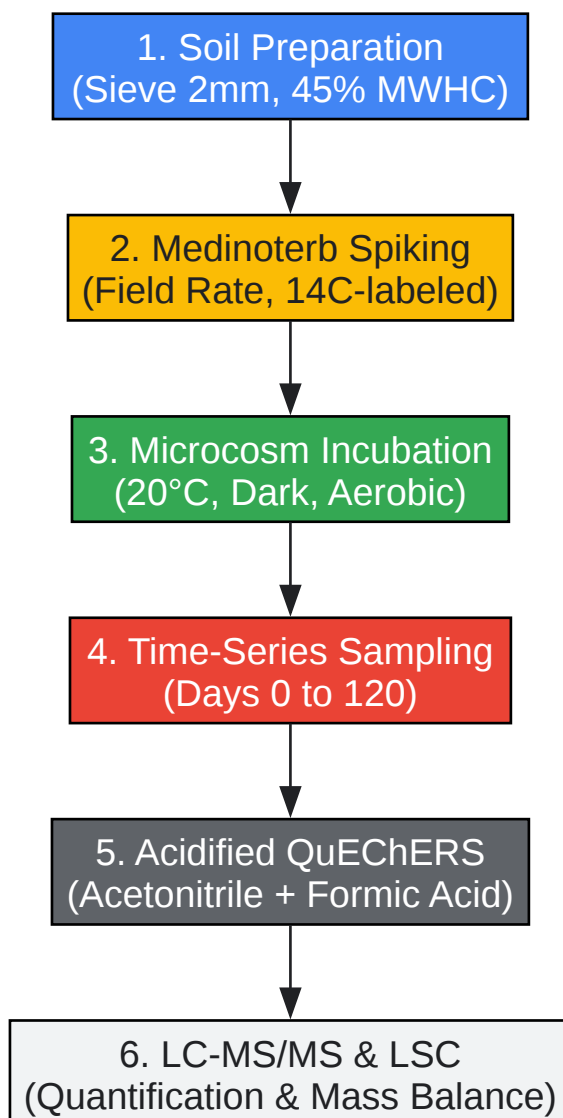 1. Soil Preparation
(Sieve 2mm, 45% MWHC)
2. Medinoterb Spiking
(Field Rate, 14C-labeled)
3. Microcosm Incubation
(20°C, Dark, Aerobic)
4. Time-Series Sampling
(Days 0 to 120)
5. Acidified QuEChERS
(Acetonitrile + Formic Acid)
6. LC-MS/MS & LSC
(Quantification & Mass Balance)